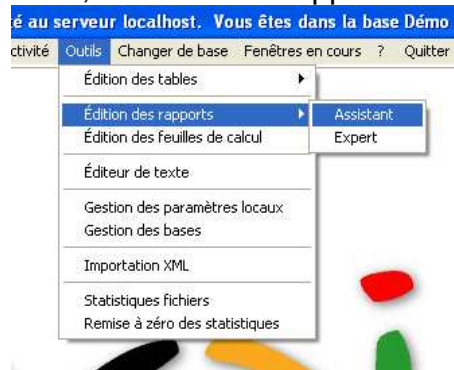 é au serveur localhost. Vous êtes dans la base Démo
ctivité Outils Changer de base Fenêtres en cours ? Quitter
Édition des tables
Édition des rapports Assistant
Édition des feuilles de calcul Expert
Éditeur de texte
Gestion des paramètres locaux
Gestion des bases
Importation XML
Statistiques fichiers
Remise à zéro des statistiques